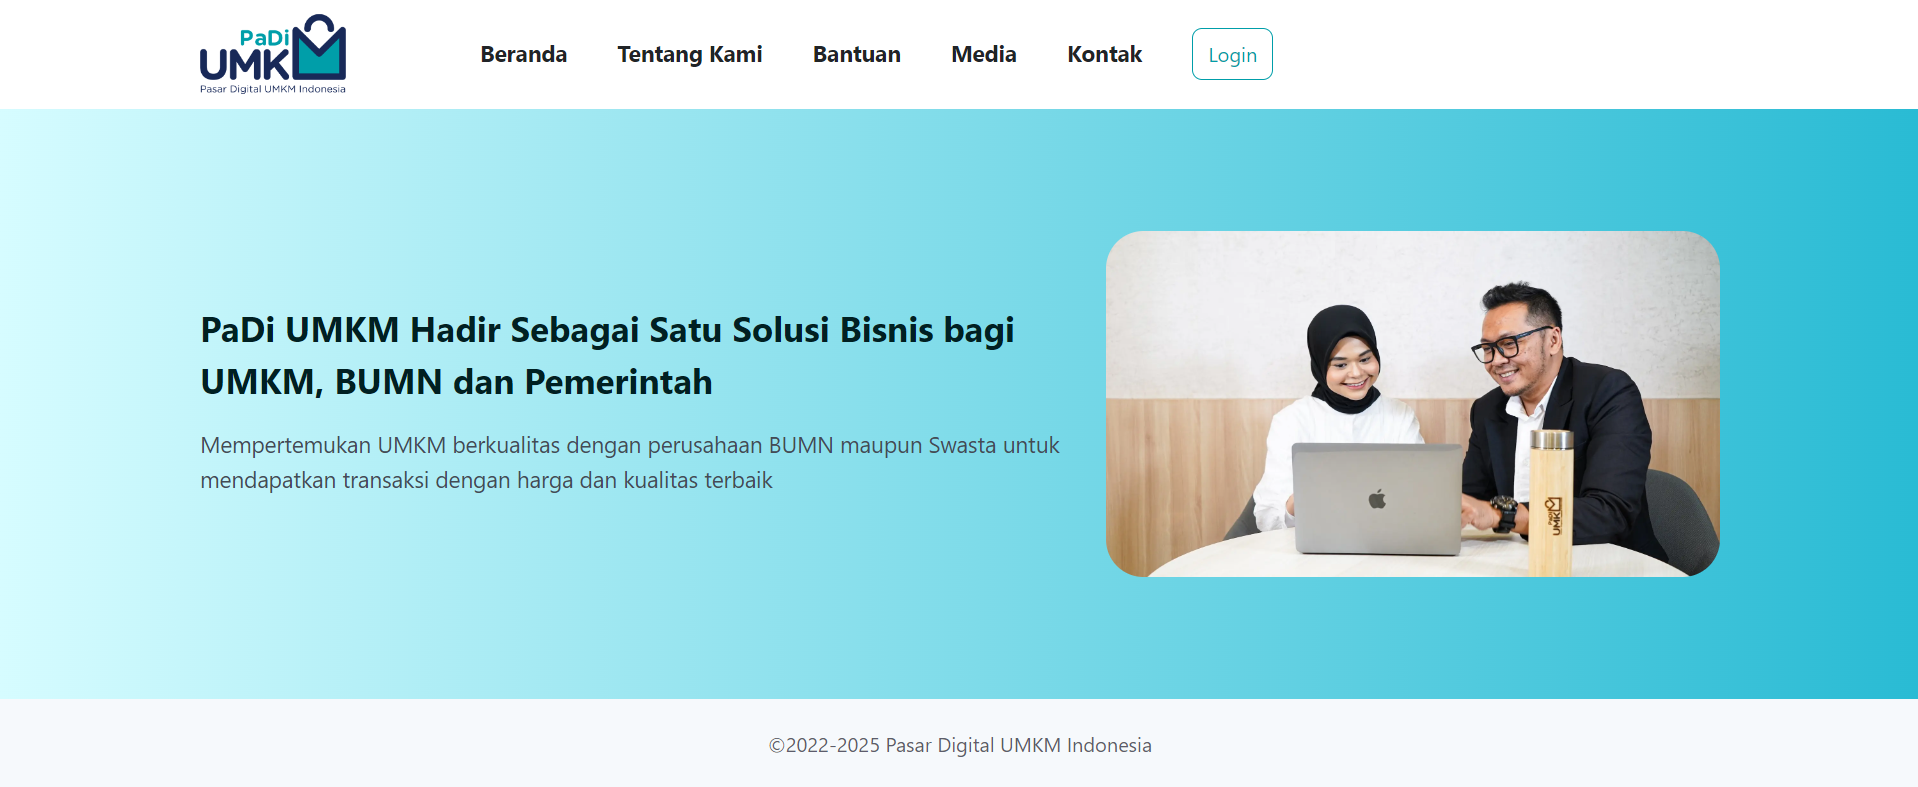 PaDi
UMKM
Pasar Digital UMKM Indonesia
Beranda Tentang Kami Bantuan Media Kontak Login
PaDi UMKM Hadir Sebagai Satu Solusi Bisnis bagi
UMKM, BUMN dan Pemerintah
Mempertemukan UMKM berkualitas dengan perusahaan BUMN maupun Swasta untuk
mendapatkan transaksi dengan harga dan kualitas terbaik
PaDi
UMKM
©2022-2025 Pasar Digital UMKM Indonesia